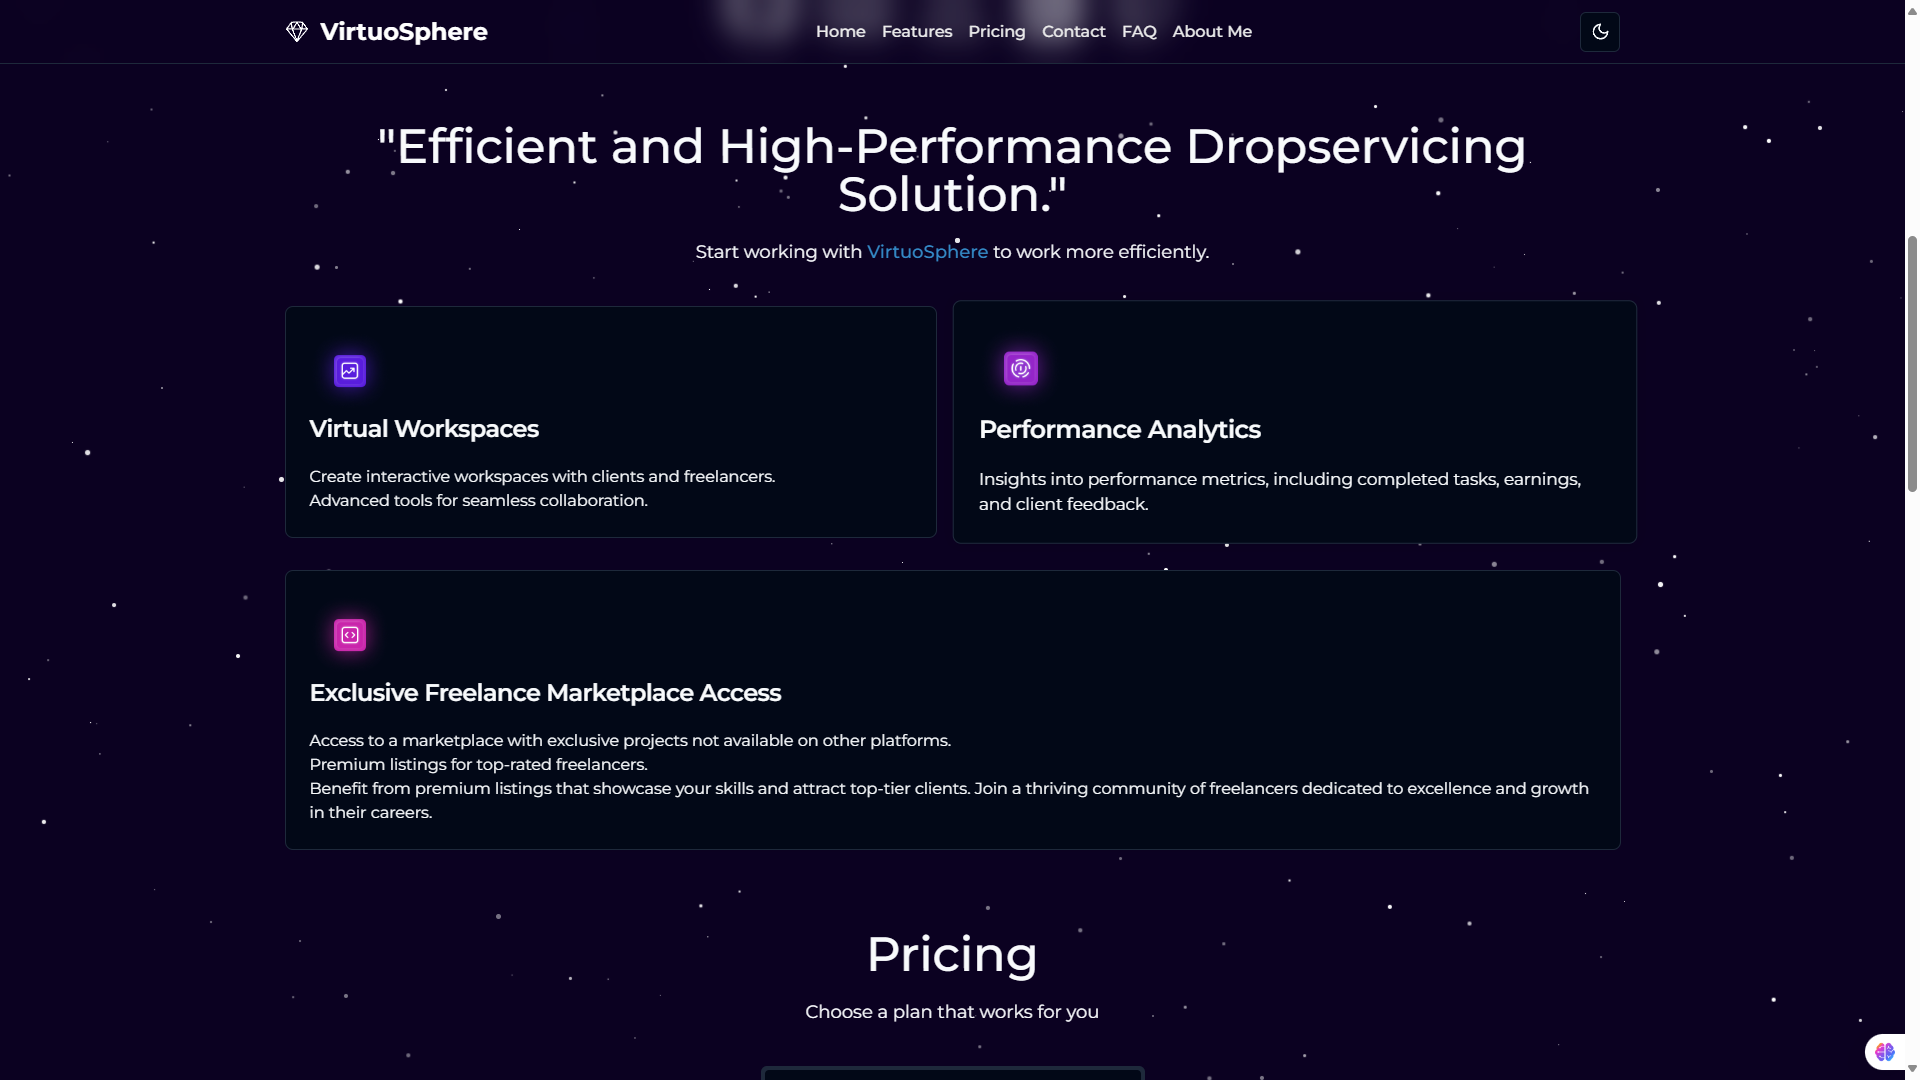 VirtuoSphere
Home Features Pricing Contact FAQ About Me
"Efficient and High-Performance Dropservicing
Solution."
Start working with VirtuoSphere to work more efficiently.
Virtual Workspaces
Create interactive workspaces with clients and freelancers.
Advanced tools for seamless collaboration.
Performance Analytics
Insights into performance metrics, including completed tasks, earnings,
and client feedback.
Exclusive Freelance Marketplace Access
Access to a marketplace with exclusive projects not available on other platforms.
Premium listings for top-rated freelancers.
Benefit from premium listings that showcase your skills and attract top-tier clients. Join a thriving community of freelancers dedicated to excellence and growth
in their careers.
Pricing
Choose a plan that works for you